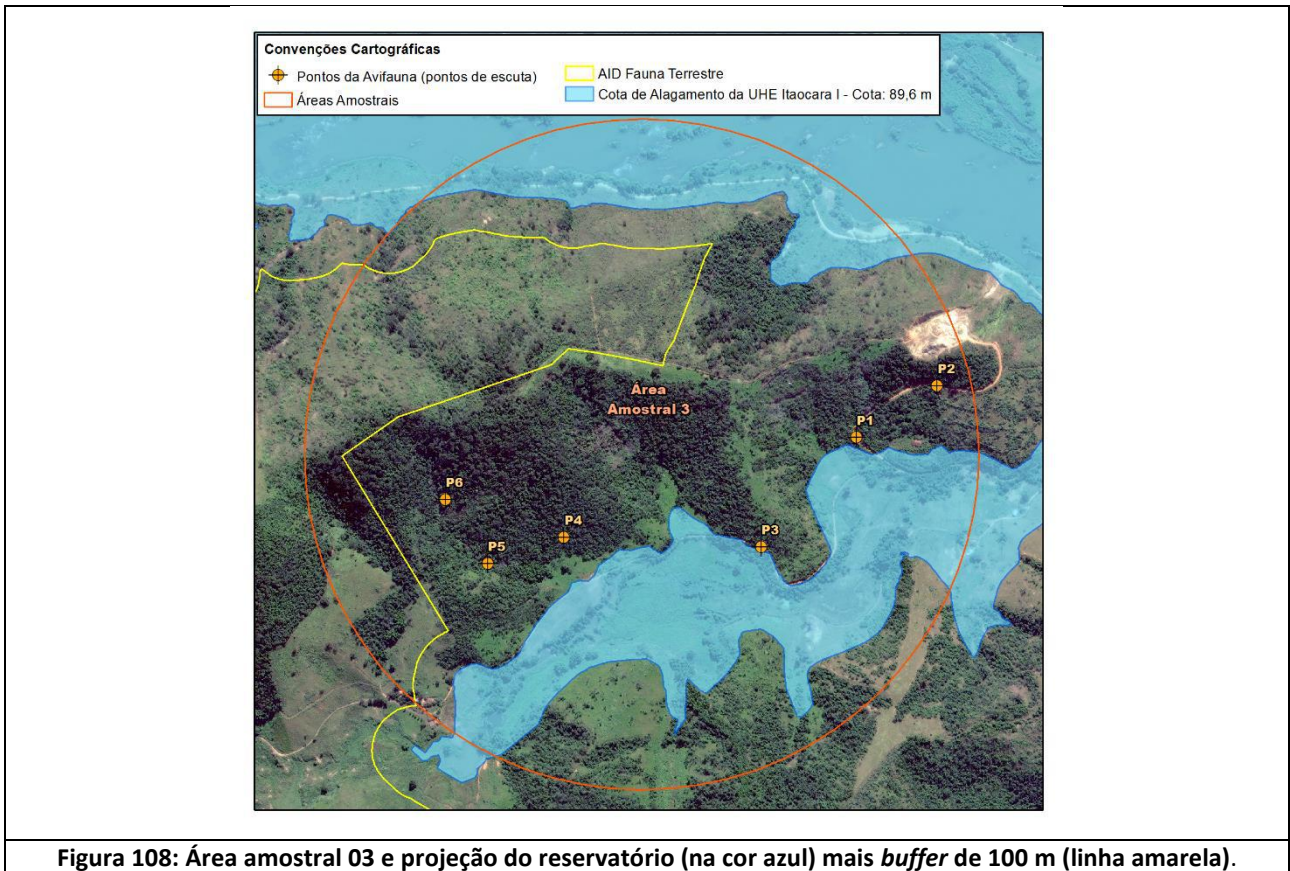 Convenções Cartográficas
Pontos da Avifauna (pontos de escuta)
Áreas Amostrais
AID Fauna Terrestre
Cota de Alagamento da UHE Itaocara I - Cota: 89,6 m
P2
Área
Amostral 3
P1
P6
P4
P3
P5
Figura 108: Área amostral 03 e projeção do reservatório (na cor azul) mais buffer de 100 m (linha amarela).